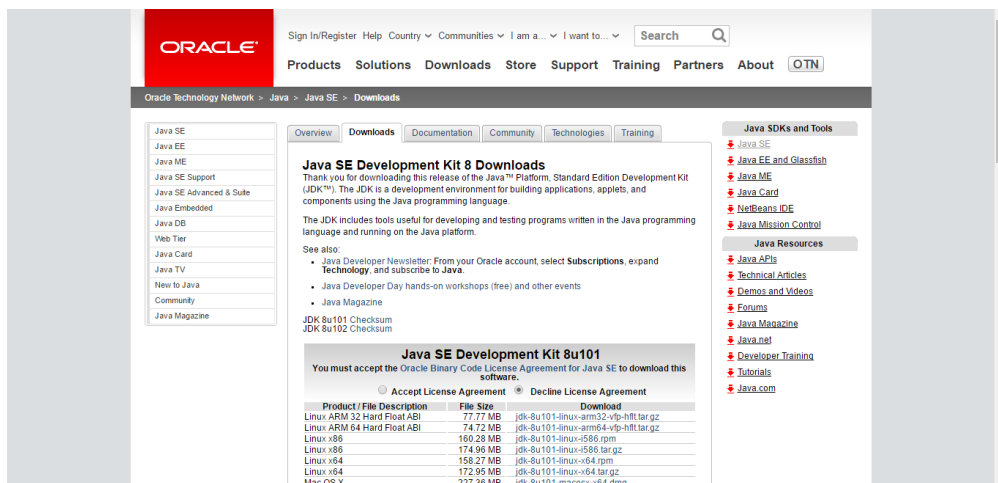 ORACLE
Sign In/Register Help Country Communities I am a... I want to... Search
Products Solutions Downloads Store Support Training Partners About OTN
Oracle Technology Network > Java > Java SE > Downloads
Java SE
Java EE
Java ME
Java SE Support
Java SE Advanced & Suite
Java Embedded
Java DB
Web Tier
Java Card
Java TV
New to Java
Community
Java Magazine
Overview Downloads Documentation Community Technologies Training
Java SE Development Kit 8 Downloads
Thank you for downloading this release of the Java™ Platform, Standard Edition Development Kit
(JDK™). The JDK is a development environment for building applications, applets, and
components using the Java programming language.
The JDK includes tools useful for developing and testing programs written in the Java programming
language and running on the Java platform.
See also:
Java Developer Newsletter: From your Oracle account, select Subscriptions, expand
Technology, and subscribe to Java.
Java Developer Day hands-on workshops (free) and other events
Java Magazine
JDK 8u101 Checksum
JDK 8u102 Checksum
Java SE Development Kit 8u101
You must accept the Oracle Binary Code License Agreement for Java SE to download this
software.
Accept License Agreement Decline License Agreement
Product / File Description File Size Download
Linux ARM 32 Hard Float ABI 77.77 MB jdk-8u101-linux-arm32-vfp-hflt.tar.gz
Linux ARM 64 Hard Float ABI 74.72 MB jdk-8u101-linux-arm64-vfp-hflt.tar.gz
Linux x86 160.28 MB jdk-8u101-linux-i586.rpm
Linux x86 174.96 MB jdk-8u101-linux-i586.tar.gz
Linux x64 158.27 MB jdk-8u101-linux-x64.rpm
Linux x64 172.95 MB jdk-8u101-linux-x64.tar.gz
Mac OS X 227.36 MB jdk-8u101-macosx-x64.dmg
Java SDKs and Tools
Java SE
Java EE and Glassfish
Java ME
Java Card
NetBeans IDE
Java Mission Control
Java Resources
Java APIs
Technical Articles
Demos and Videos
Forums
Java Magazine
Java.net
Developer Training
Tutorials
Java.com